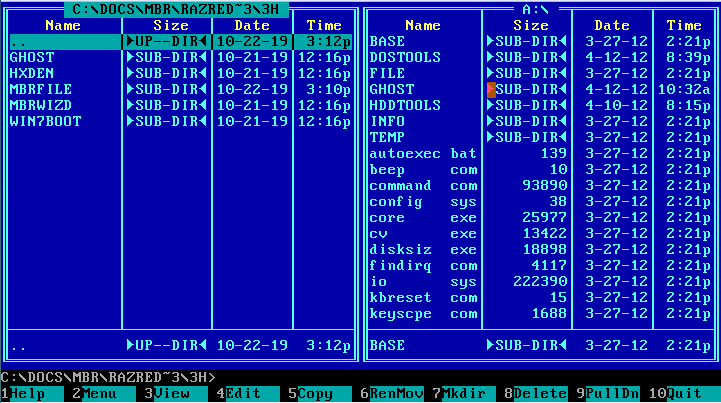 C:\DOCS\MBR\RAZRED~3\3H A:\
Name Size Date Time Name Size Date Time
.. ►UP--DIR◄ 10-22-19 3:12p BASE ►SUB-DIR◄ 3-27-12 2:21p
GHOST ►SUB-DIR◄ 10-21-19 12:16p DOSTOOLS ►SUB-DIR◄ 4-12-12 8:39p
HXDEN ►SUB-DIR◄ 10-21-19 12:16p FILE ►SUB-DIR◄ 3-27-12 2:21p
MBRFILE ►SUB-DIR◄ 10-22-19 3:10p GHOST ►SUB-DIR◄ 4-12-12 10:32a
MBRWIZD ►SUB-DIR◄ 10-21-19 12:16p HDDTOOLS ►SUB-DIR◄ 4-10-12 8:15p
WIN7BOOT ►SUB-DIR◄ 10-21-19 12:16p INFO ►SUB-DIR◄ 3-27-12 2:21p
TEMP ►SUB-DIR◄ 3-27-12 2:21p
autoexec bat 139 3-27-12 2:21p
beep com 10 3-27-12 2:21p
command com 93890 3-27-12 2:21p
config sys 38 3-27-12 2:21p
core exe 25977 3-27-12 2:21p
cv exe 13422 3-27-12 2:21p
disksiz exe 18898 3-27-12 2:21p
findirq com 4117 3-27-12 2:21p
io sys 222390 3-27-12 2:21p
kbreset com 15 3-27-12 2:21p
keyscpe com 1688 3-27-12 2:21p
.. ►UP--DIR◄ 10-22-19 3:12p BASE ►SUB-DIR◄ 3-27-12 2:21p
C:\DOCS\MBR\RAZRED~3\3H>
1Help 2Menu 3View 4Edit 5Copy 6RenMov 7Mkdir 8Delete 9PullDn 10Quit